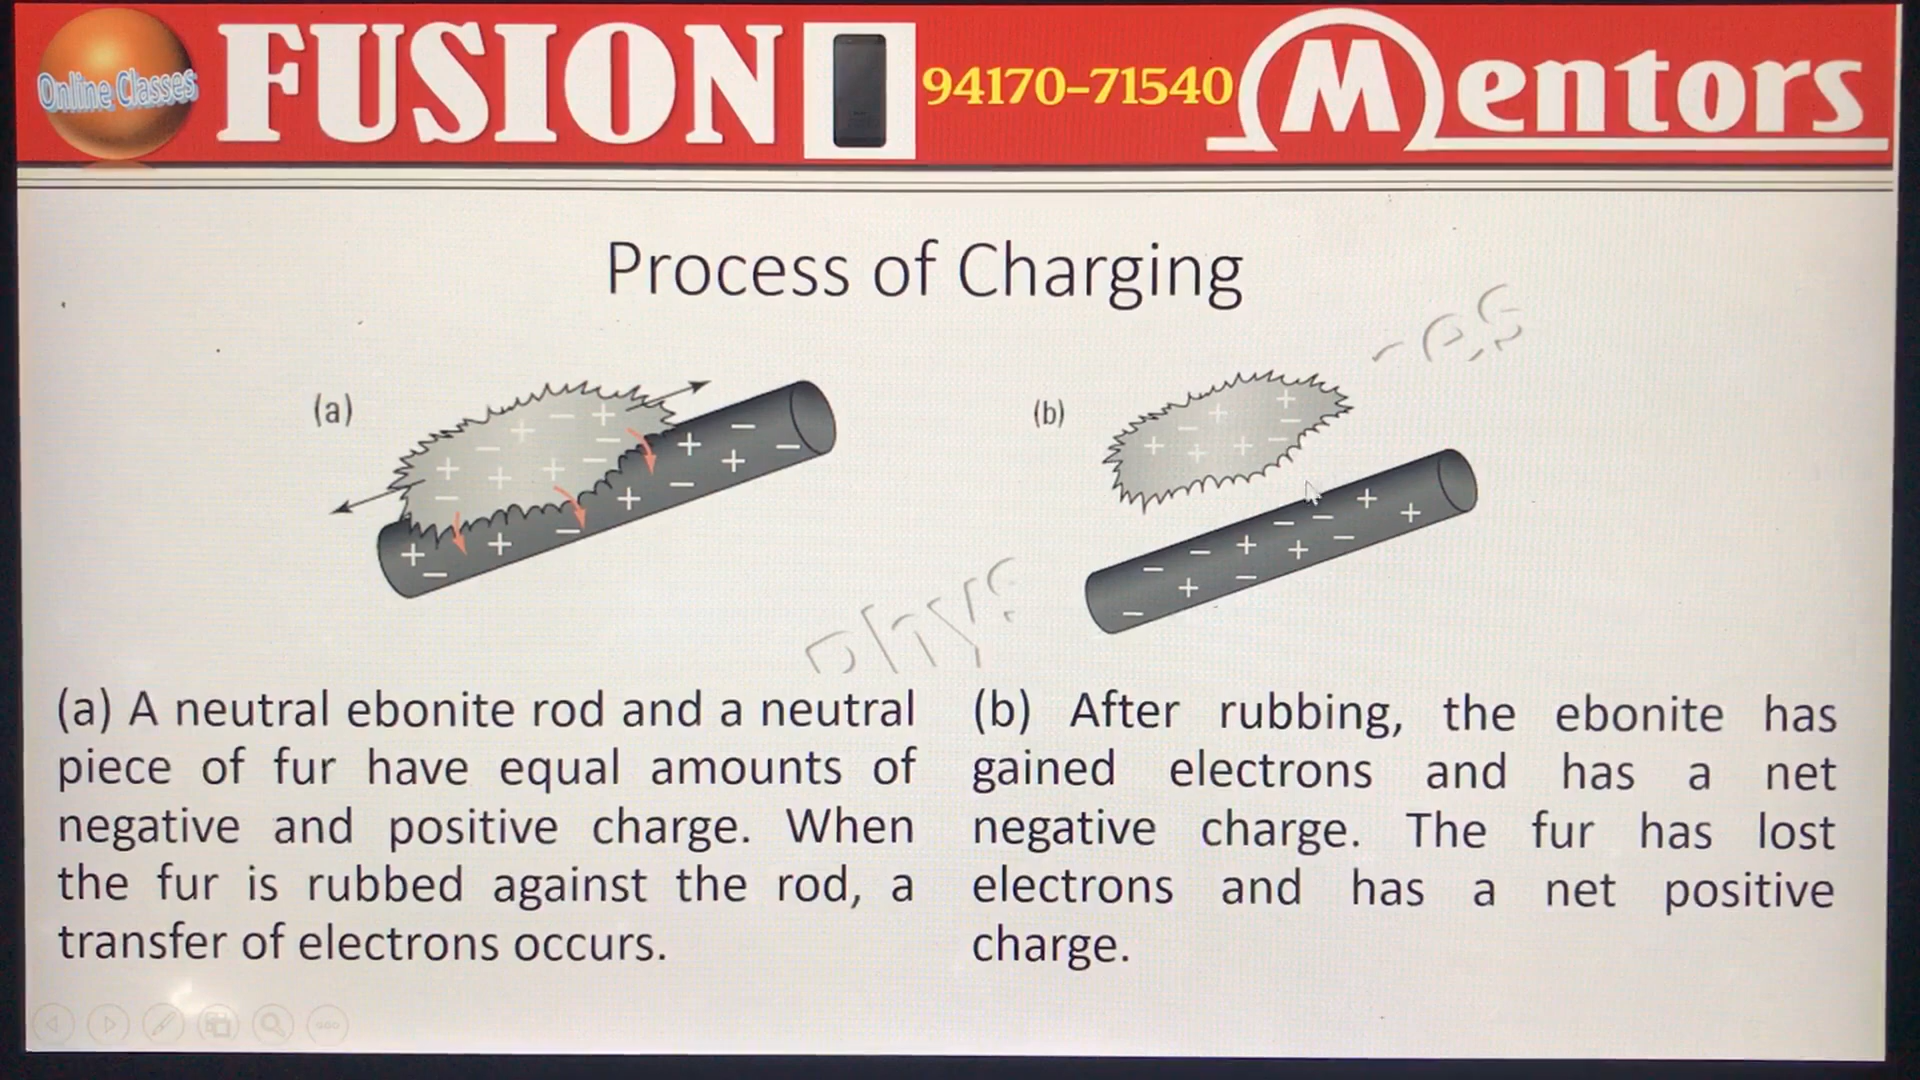 Online Classes
FUSION
94170-71540
Mentors
Process of Charging
(a)
(b)
(a) A neutral ebonite rod and a neutral
piece of fur have equal amounts of
negative and positive charge. When
the fur is rubbed against the rod, a
transfer of electrons occurs.
(b) After rubbing, the ebonite has
gained electrons and has a net
negative charge. The fur has lost
electrons and has a net positive
charge.